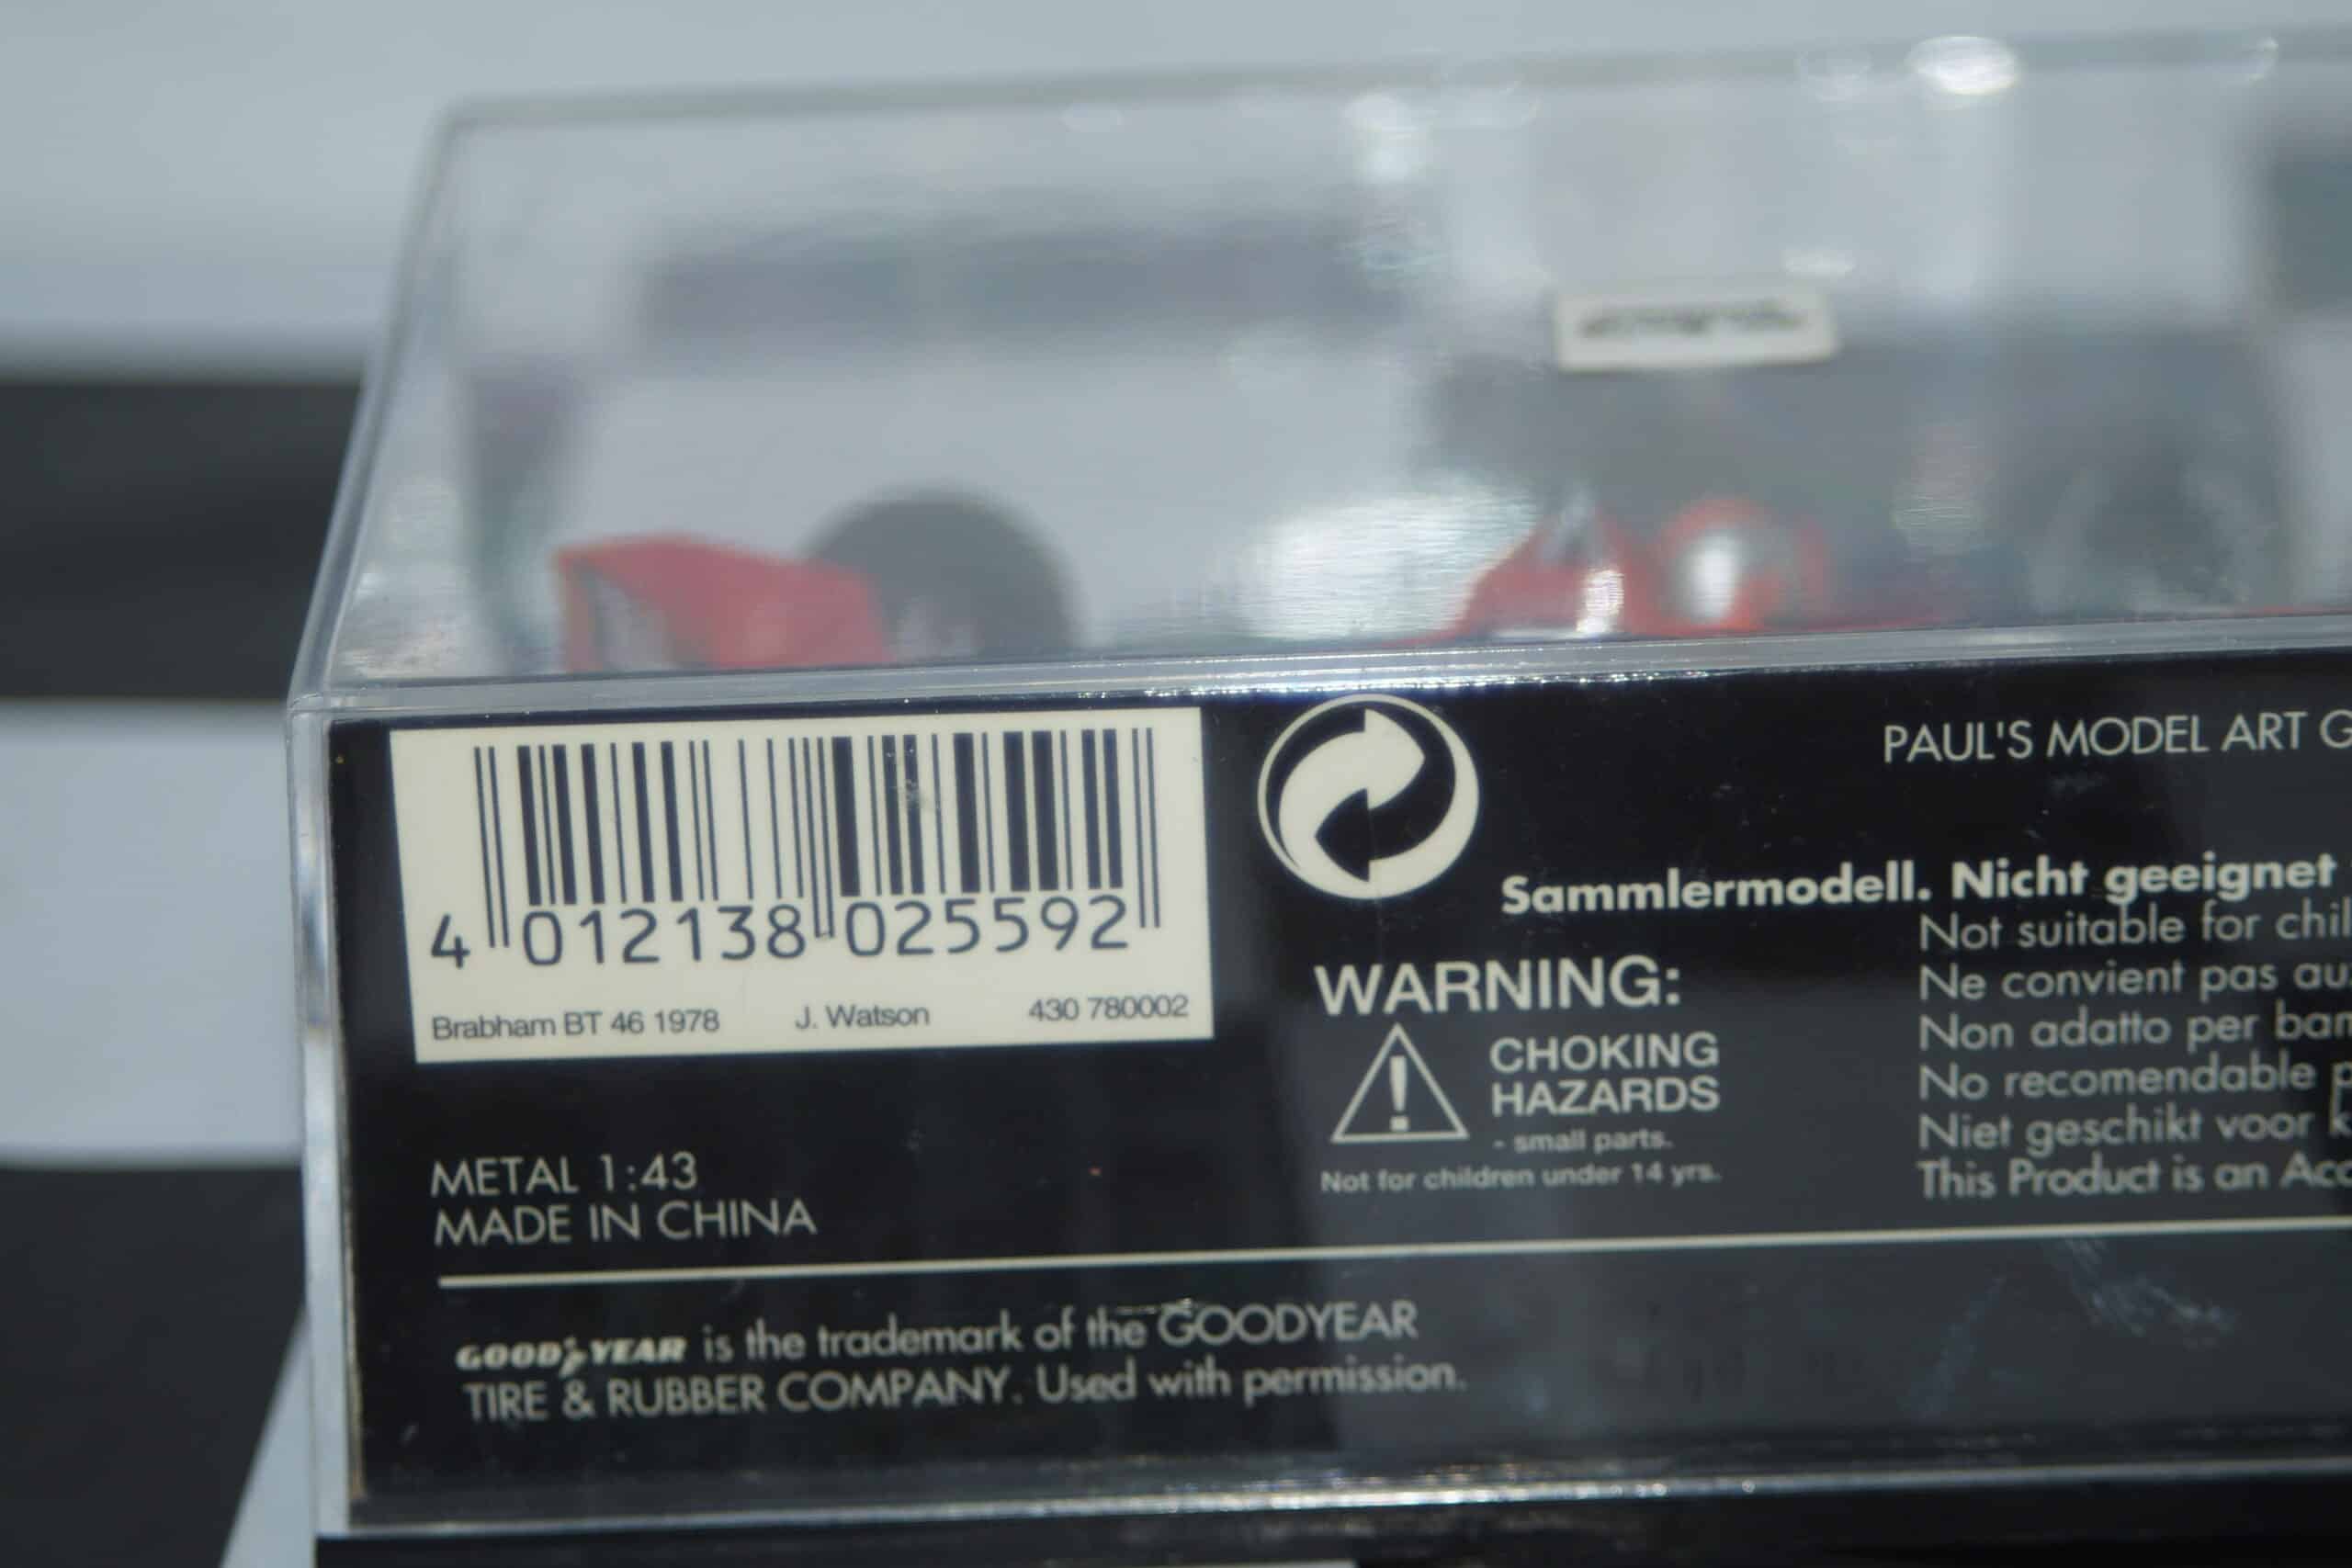 4 012138 025592
Brabham BT 46 1978 J. Watson 430 780002
METAL 1:43
MADE IN CHINA
PAUL'S MODEL ART
Sammlermodell. Nicht geeignet
Not suitable for
Ne convient pas
Non adatto per
No recomendable
Niet geschikt voor
This Product is an
WARNING:
CHOKING
HAZARDS
- small parts.
Not for children under 14 yrs.
GOODYEAR is the trademark of the GOODYEAR
TIRE & RUBBER COMPANY. Used with permission.